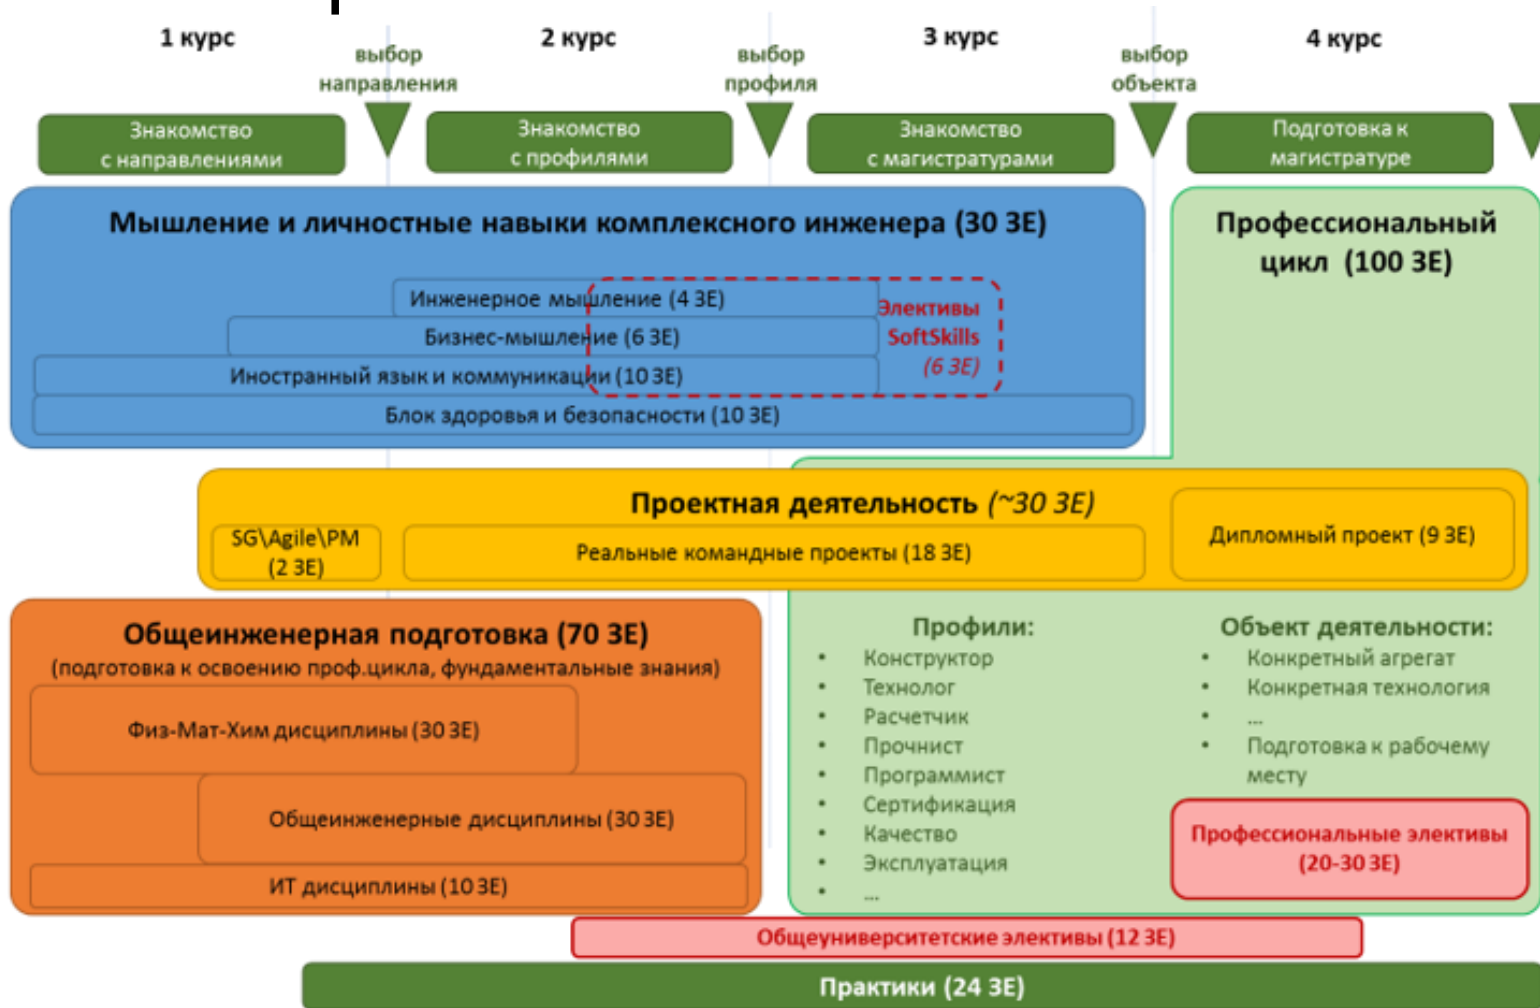 1 курс
выбор
направления
2 курс
выбор
профиля
3 курс
выбор
объекта
4 курс
Знакомство
с направлениями
Знакомство
с профилями
Знакомство
с магистратурами
Подготовка к
магистратуре
Мышление и личностные навыки комплексного инженера (30 ЗЕ)
Инженерное мышление (4 ЗЕ)
Бизнес-мышление (6 ЗЕ)
Иностранный язык и коммуникации (10 ЗЕ)
Блок здоровья и безопасности (10 ЗЕ)
Элективы
SoftSkills
(6 ЗЕ)
Профессиональный
цикл (100 ЗЕ)
Проектная деятельность (~30 ЗЕ)
SG\Agile\PM
(2 ЗЕ)
Реальные командные проекты (18 ЗЕ)
Дипломный проект (9 ЗЕ)
Общеинженерная подготовка (70 ЗЕ)
(подготовка к освоению проф.цикла, фундаментальные знания)
Физ-Мат-Хим дисциплины (30 ЗЕ)
Общеинженерные дисциплины (30 ЗЕ)
ИТ дисциплины (10 ЗЕ)
Профили:
• Конструктор
• Технолог
• Расчетчик
• Прочнист
• Программист
• Сертификация
• Качество
• Эксплуатация
• ...
Объект деятельности:
• Конкретный агрегат
• Конкретная технология
• ...
• Подготовка к рабочему
месту
Профессиональные элективы
(20-30 ЗЕ)
Общеуниверситетские элективы (12 ЗЕ)
Практики (24 ЗЕ)